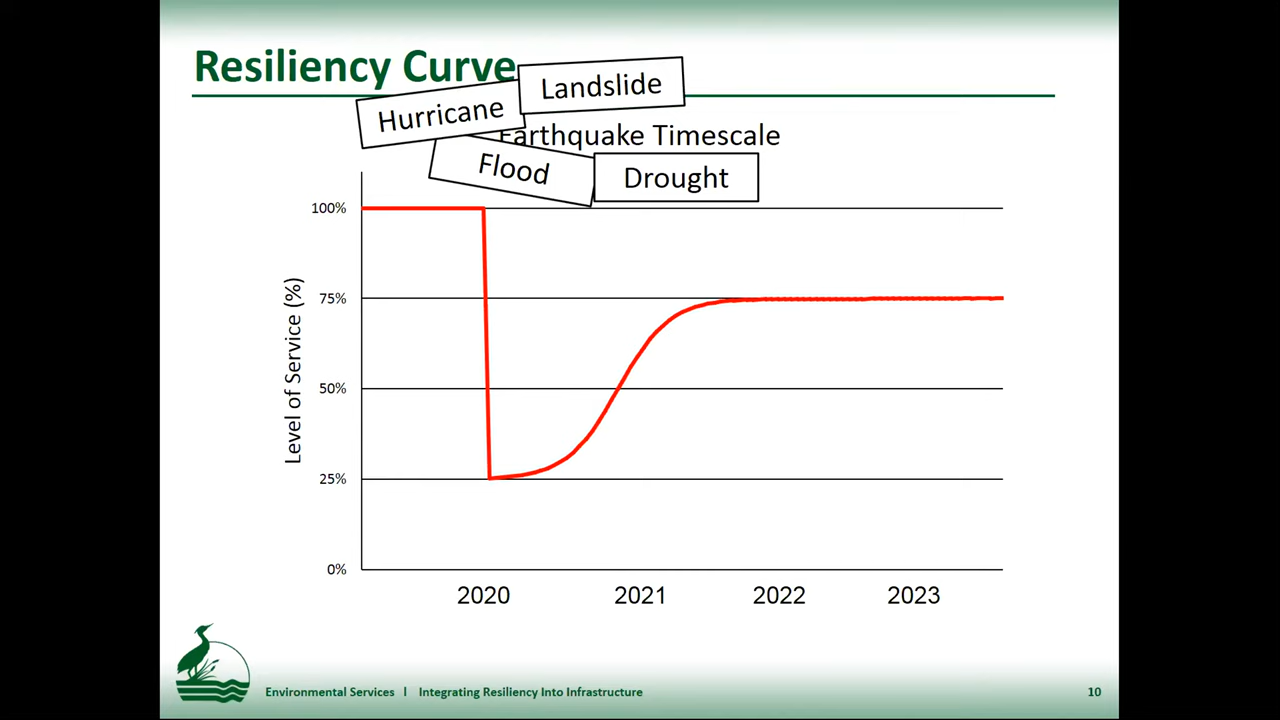 Resiliency Curve
Landslide
Hurricane
Earthquake Timescale
Flood
Drought
100%
75%
50%
25%
0%
Level of Service (%)
2020 2021 2022 2023
Environmental Services | Integrating Resiliency Into Infrastructure 10